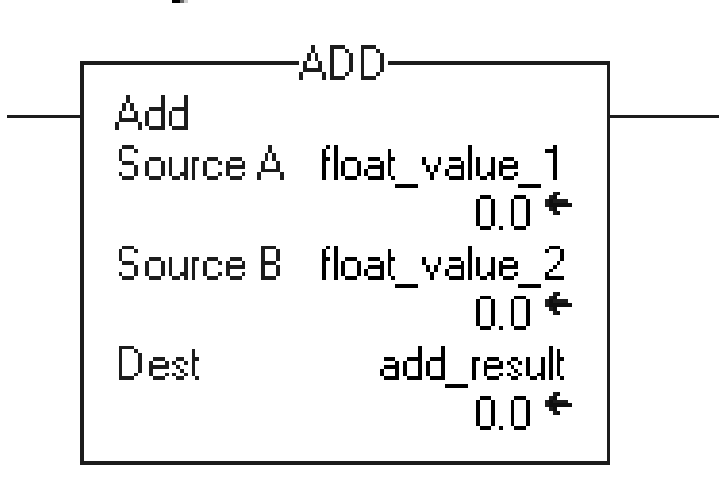 ADD
Add
Source A float_value_1
0.0
Source B float_value_2
0.0
Dest add_result
0.0